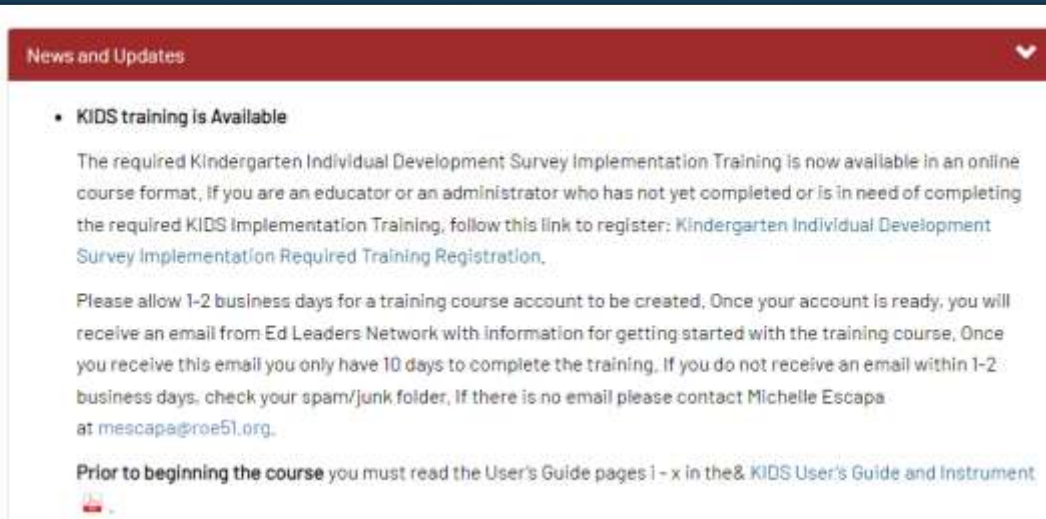 News and Updates
• KIDS training is Available
The required Kindergarten Individual Development Survey Implementation Training is now available in an online
course format. If you are an educator or an administrator who has not yet completed or is in need of completing
the required KIDS Implementation Training, follow this link to register: Kindergarten Individual Development
Survey Implementation Required Training Registration.
Please allow 1-2 business days for a training course account to be created. Once your account is ready, you will
receive an email from Ed Leaders Network with information for getting started with the training course. Once
you receive this email you only have 10 days to complete the training. If you do not receive an email within 1-2
business days, check your spam/junk folder. If there is no email please contact Michelle Escapa
at mescapa@roe51.org.
Prior to beginning the course you must read the User's Guide pages i - x in the& KIDS User's Guide and Instrument
.